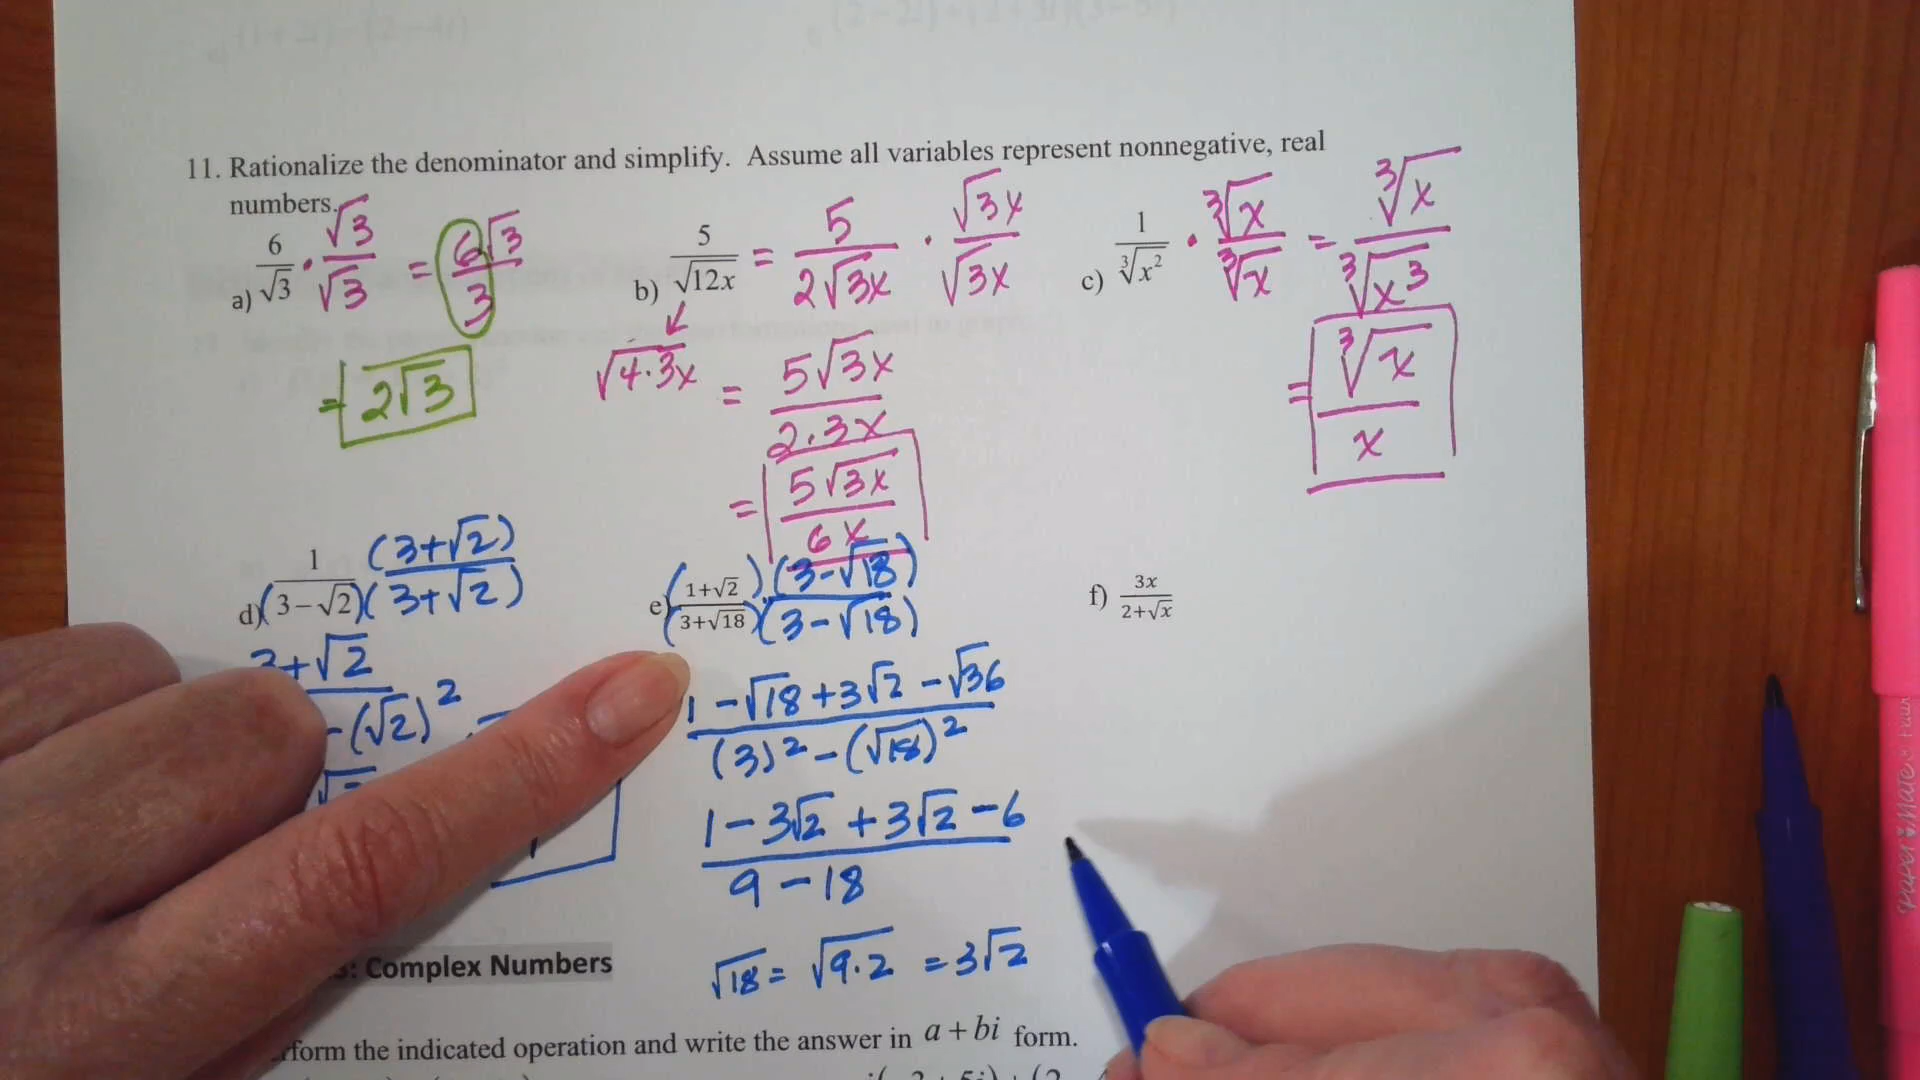 11. Rationalize the denominator and simplify. Assume all variables represent nonnegative, real
numbers.
a) 6/√3 · √3/√3 = 6√3/3
= 2√3
b) 5/√12x = 5/2√3x · √3x/√3x
√4·3x
= 5√3x/2·3x
= 5√3x/6x
c) 1/∛x² · ∛x/∛x = ∛x/∛x³
= ∛x/x
d) 1/(3-√2) (3+√2)/(3+√2)
3+√2
-(√2)²
e) (1+√2)/(3+√18) · (3-√18)/(3-√18)
1-√18+3√2-√36
(3)²-(√18)²
1-3√2+3√2-6
9-18
√18 = √9·2 = 3√2
f) 3x/2+√x
3: Complex Numbers
form the indicated operation and write the answer in a + bi form.
Paper Mate